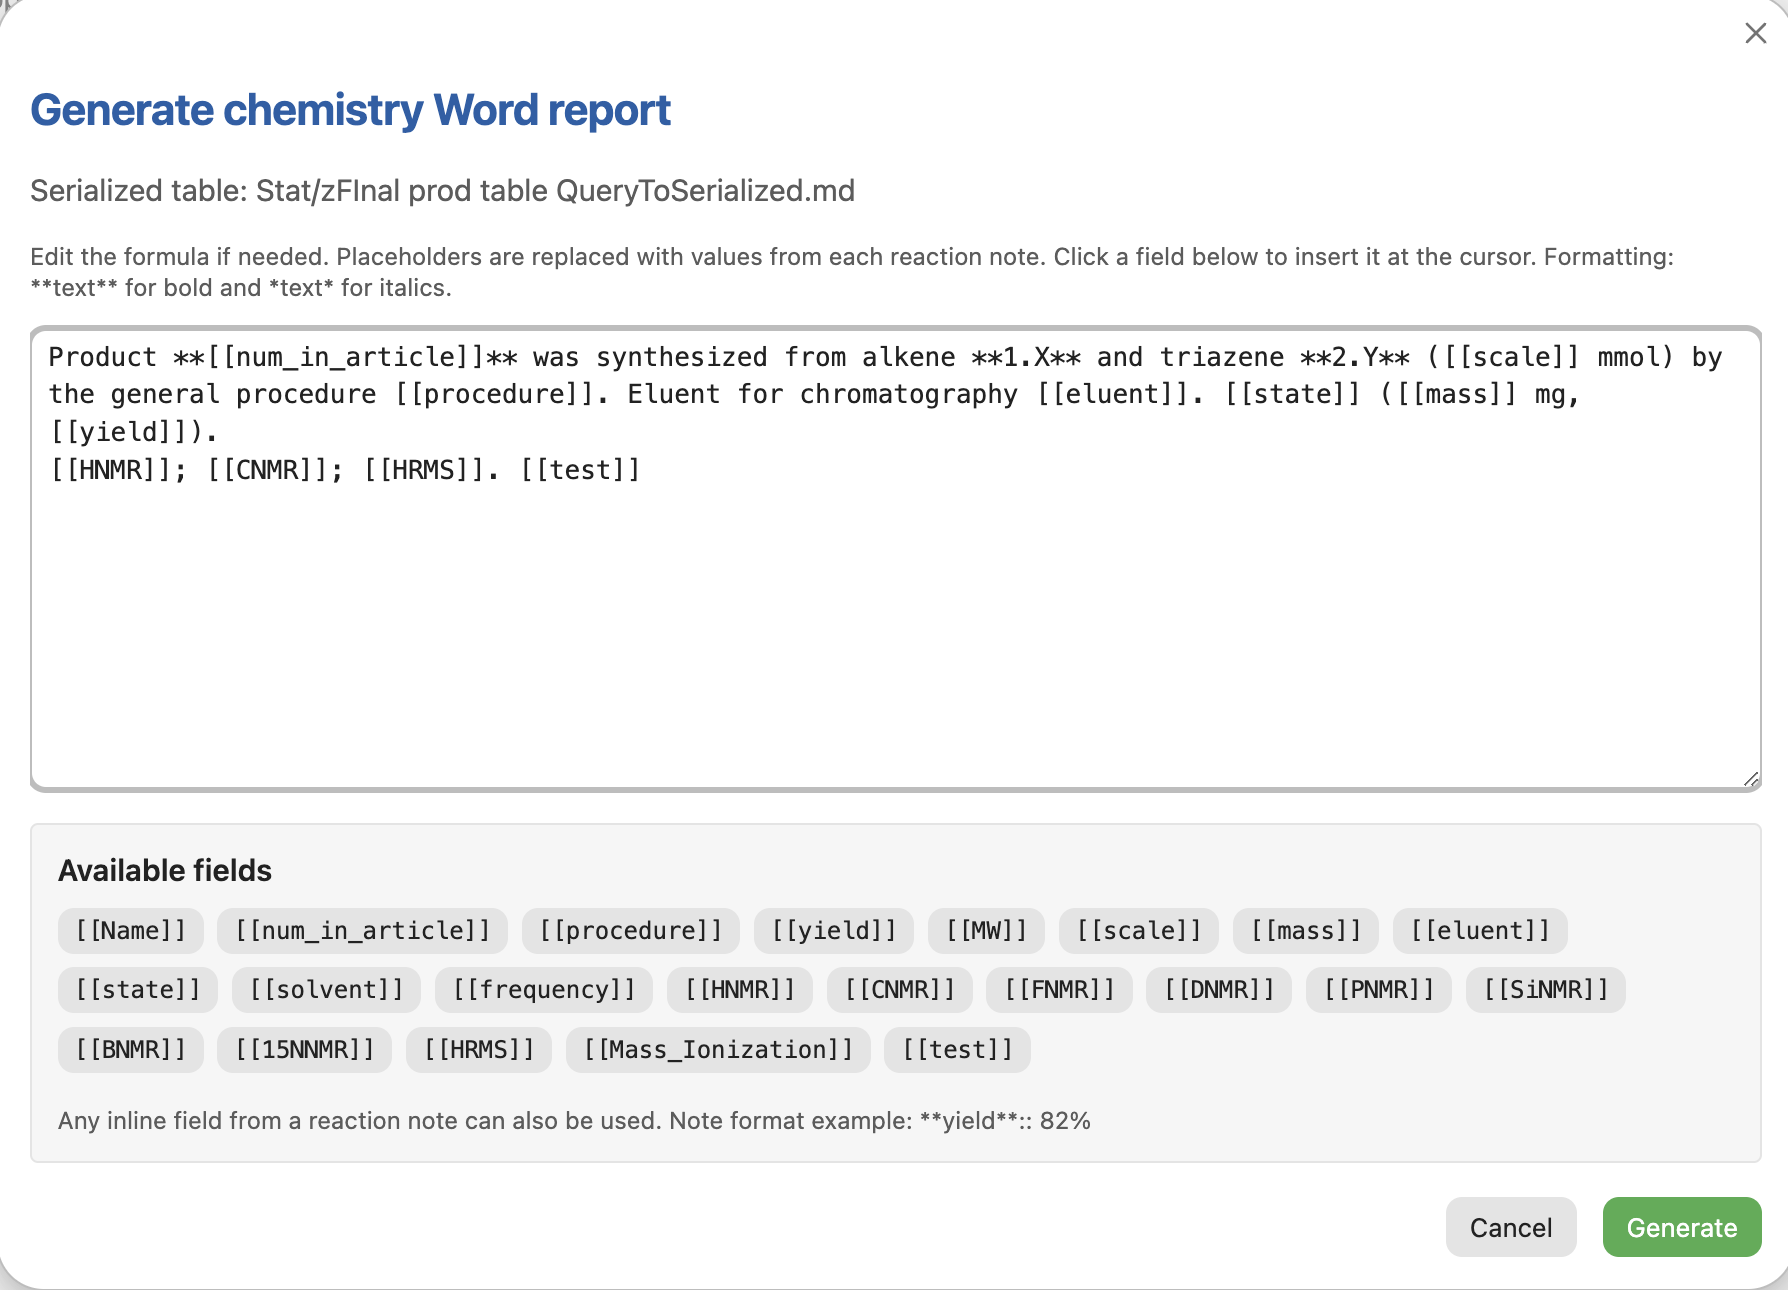 Generate chemistry Word report
Serialized table: Stat/zFInal prod table QueryToSerialized.md
Edit the formula if needed. Placeholders are replaced with values from each reaction note. Click a field below to insert it at the cursor. Formatting:
**text** for bold and *text* for italics.
Product **[[num_in_article]]** was synthesized from alkene **1.X** and triazene **2.Y** ([[scale]] mmol) by
the general procedure [[procedure]]. Eluent for chromatography [[eluent]]. [[state]] ([[mass]] mg,
[[yield]]).
[[HNMR]]; [[CNMR]]; [[HRMS]]. [[test]]
Available fields
[[Name]] [[num_in_article]] [[procedure]] [[yield]] [[MW]] [[scale]] [[mass]] [[eluent]]
[[state]] [[solvent]] [[frequency]] [[HNMR]] [[CNMR]] [[FNMR]] [[DNMR]] [[PNMR]] [[SiNMR]]
[[BNMR]] [[15NNMR]] [[HRMS]] [[Mass_Ionization]] [[test]]
Any inline field from a reaction note can also be used. Note format example: **yield**:: 82%
Cancel Generate